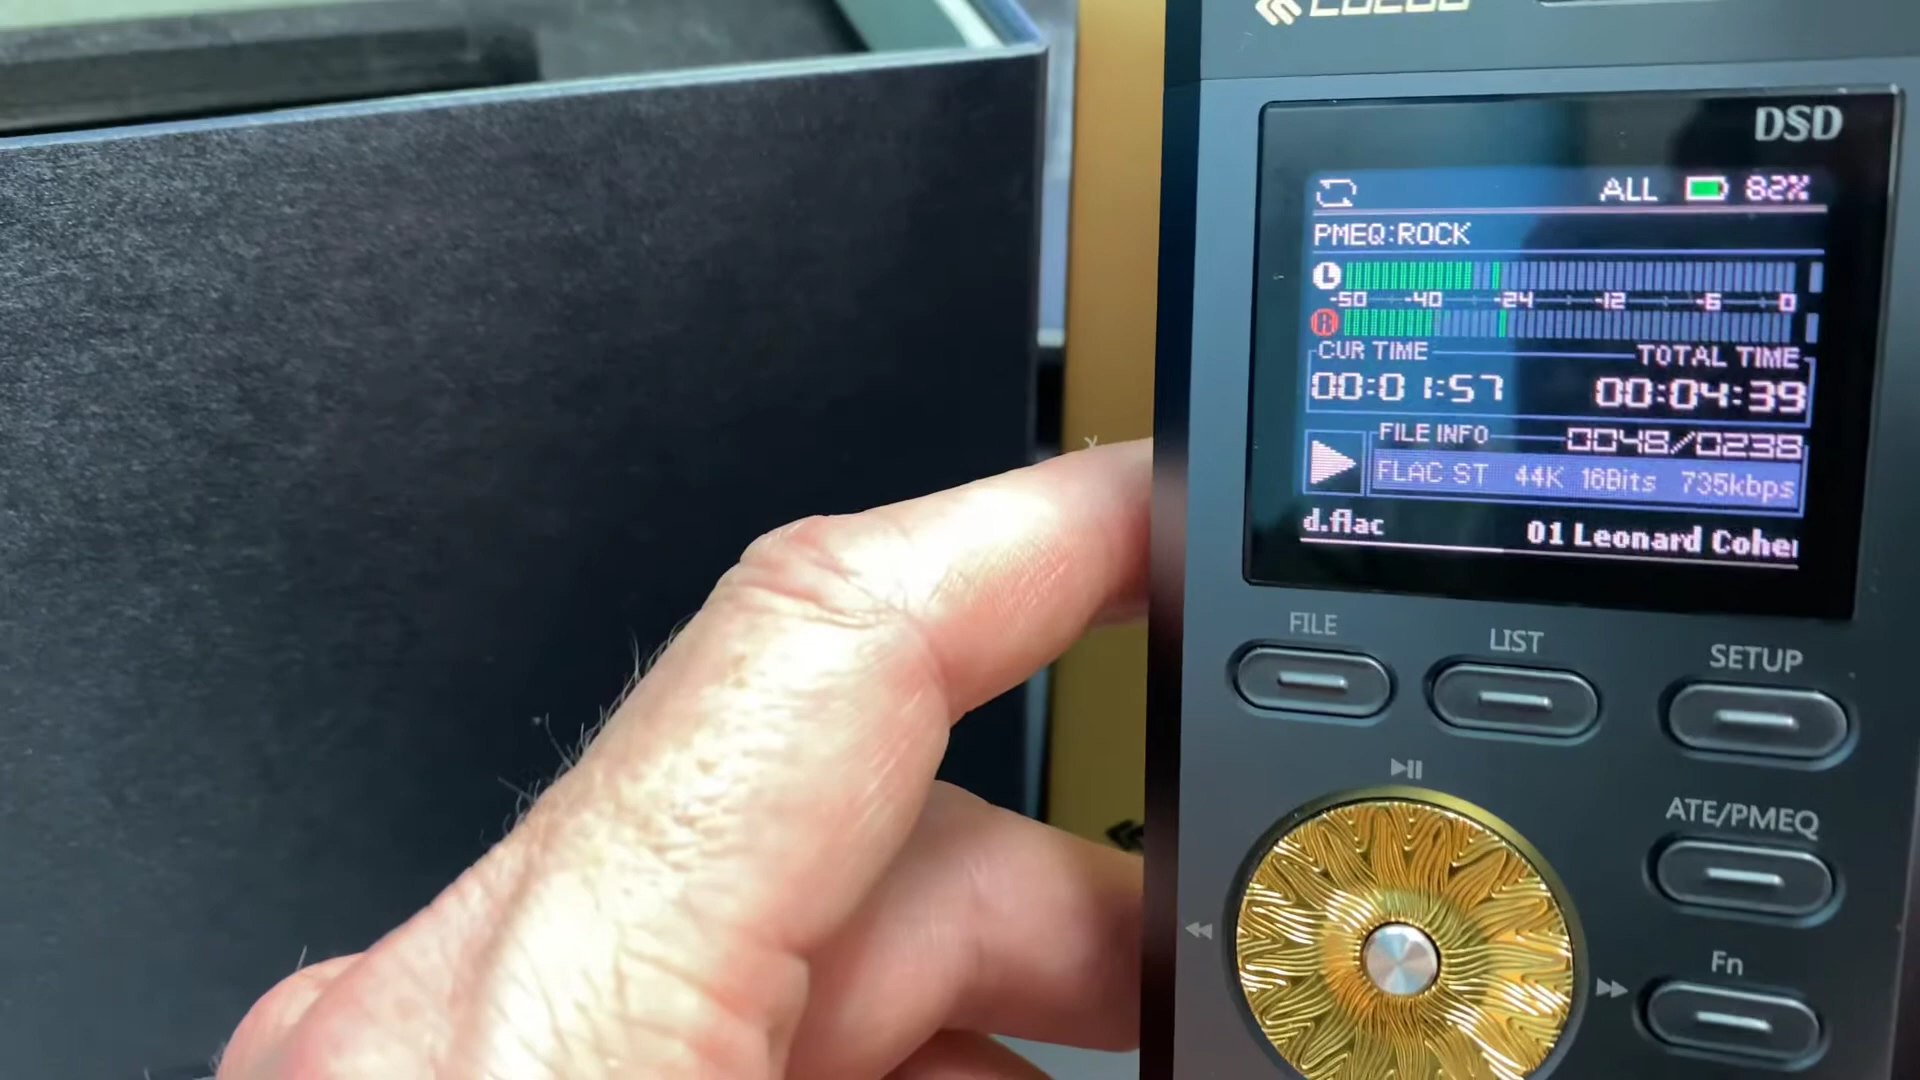 DSD
ALL 82%
PMEQ:ROCK
L
-50 -40 -24 -12 -6 0
R
CUR TIME TOTAL TIME
00:01:57 00:04:39
FILE INFO 0048/0238
FLAC ST 44K 16Bits 735kbps
d.flac 01 Leonard Cohe
FILE LIST SETUP
ATE/PMEQ
Fn